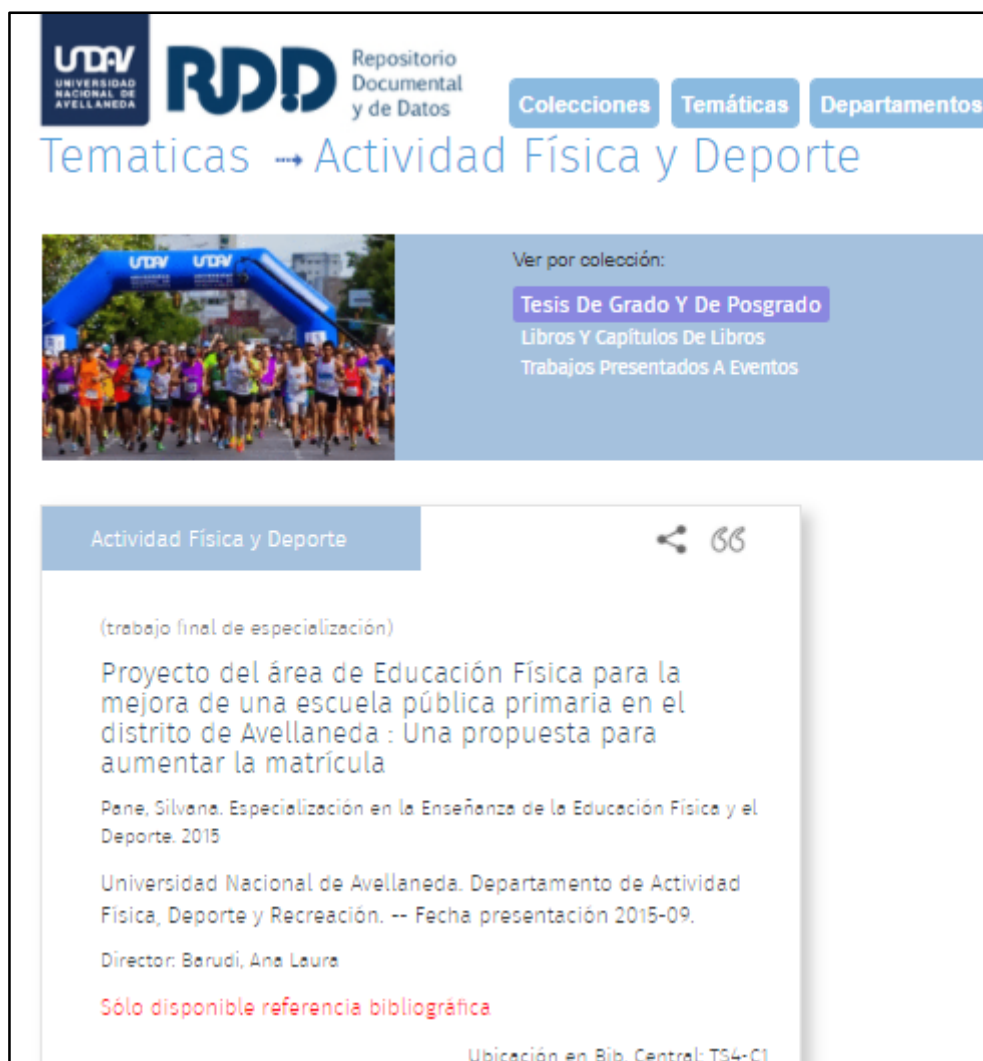 UNDAV
UNIVERSIDAD
NACIONAL DE
AVELLANEDA
RDD
Repositorio
Documental
y de Datos
Colecciones
Temáticas
Departamentos
Tematicas → Actividad Física y Deporte
UNDAV UNDAV
Ver por colección:
Tesis De Grado Y De Posgrado
Libros Y Capítulos De Libros
Trabajos Presentados A Eventos
Actividad Física y Deporte
(trabajo final de especialización)
Proyecto del área de Educación Física para la
mejora de una escuela pública primaria en el
distrito de Avellaneda : Una propuesta para
aumentar la matrícula
Pane, Silvana. Especialización en la Enseñanza de la Educación Física y el
Deporte. 2015
Universidad Nacional de Avellaneda. Departamento de Actividad
Física, Deporte y Recreación. -- Fecha presentación 2015-09.
Director: Barudi, Ana Laura
Sólo disponible referencia bibliográfica
Ubicación en Bib. Central: TS4-C1